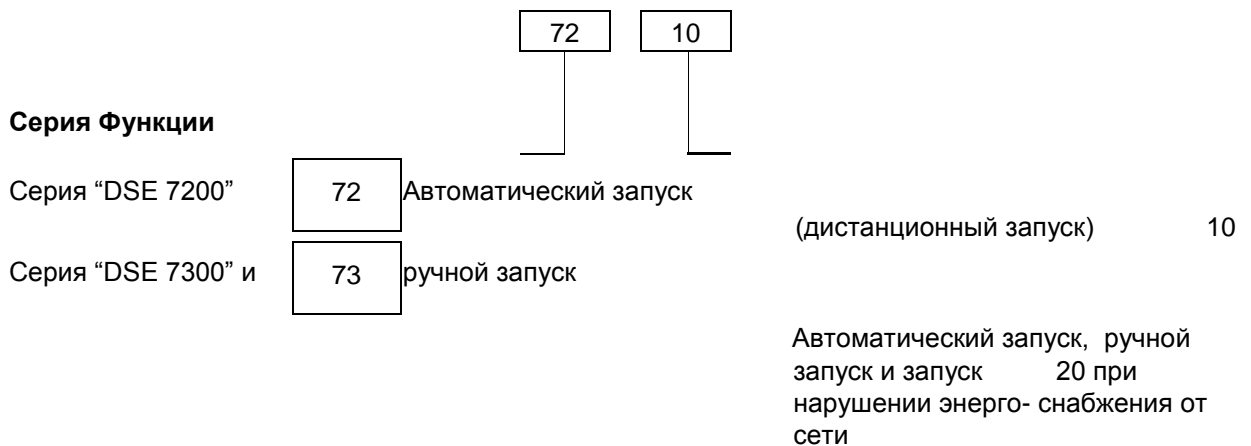 72 10
Серия Функции
Серия “DSE 7200” 72 Автоматический запуск
(дистанционный запуск) 10
Серия “DSE 7300” и 73 ручной запуск
Автоматический запуск, ручной
запуск и запуск 20 при
нарушении энерго- снабжения от
сети